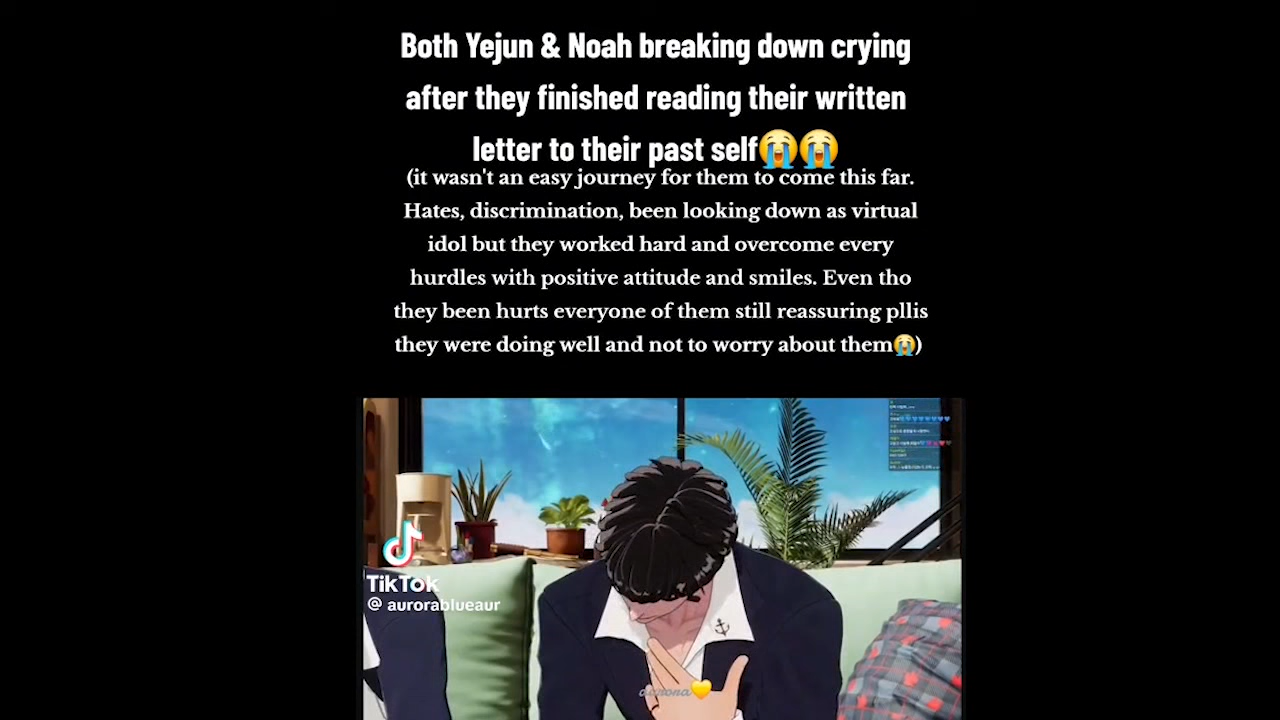 Both Yejun & Noah breaking down crying
after they finished reading their written
letter to their past self😭😭
(it wasn't an easy journey for them to come this far.
Hates, discrimination, been looking down as virtual
idol but they worked hard and overcome every
hurdles with positive attitude and smiles. Even tho
they been hurts everyone of them still reassuring pllis
they were doing well and not to worry about them😭)
TikTok
@ aurorablueaur
aurora💛